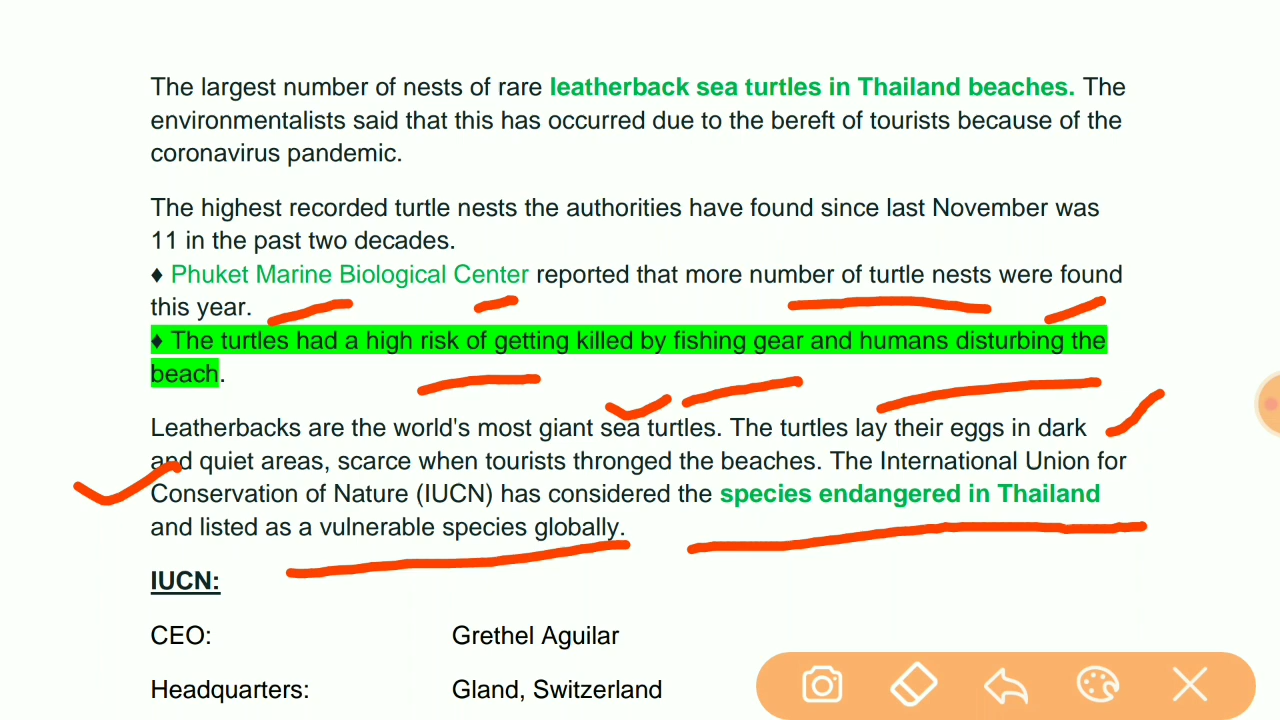 The largest number of nests of rare leatherback sea turtles in Thailand beaches. The
environmentalists said that this has occurred due to the bereft of tourists because of the
coronavirus pandemic.
The highest recorded turtle nests the authorities have found since last November was
11 in the past two decades.
♦ Phuket Marine Biological Center reported that more number of turtle nests were found
this year.
♦ The turtles had a high risk of getting killed by fishing gear and humans disturbing the
beach.
Leatherbacks are the world's most giant sea turtles. The turtles lay their eggs in dark
and quiet areas, scarce when tourists thronged the beaches. The International Union for
Conservation of Nature (IUCN) has considered the species endangered in Thailand
and listed as a vulnerable species globally.
IUCN:
CEO: Grethel Aguilar
Headquarters: Gland, Switzerland